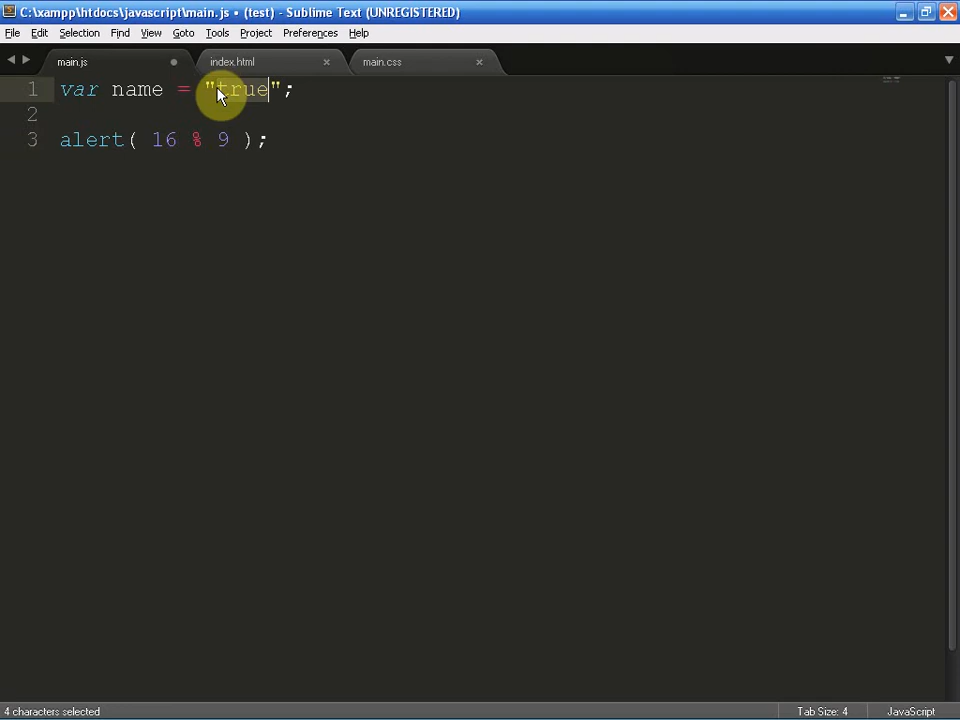 C:\xampp\htdocs\javascript\main.js • (test) - Sublime Text (UNREGISTERED)
File Edit Selection Find View Goto Tools Project Preferences Help
main.js index.html × main.css ×
1 var name = "true";
2
3 alert( 16 % 9 );
4 characters selected Tab Size: 4 JavaScript